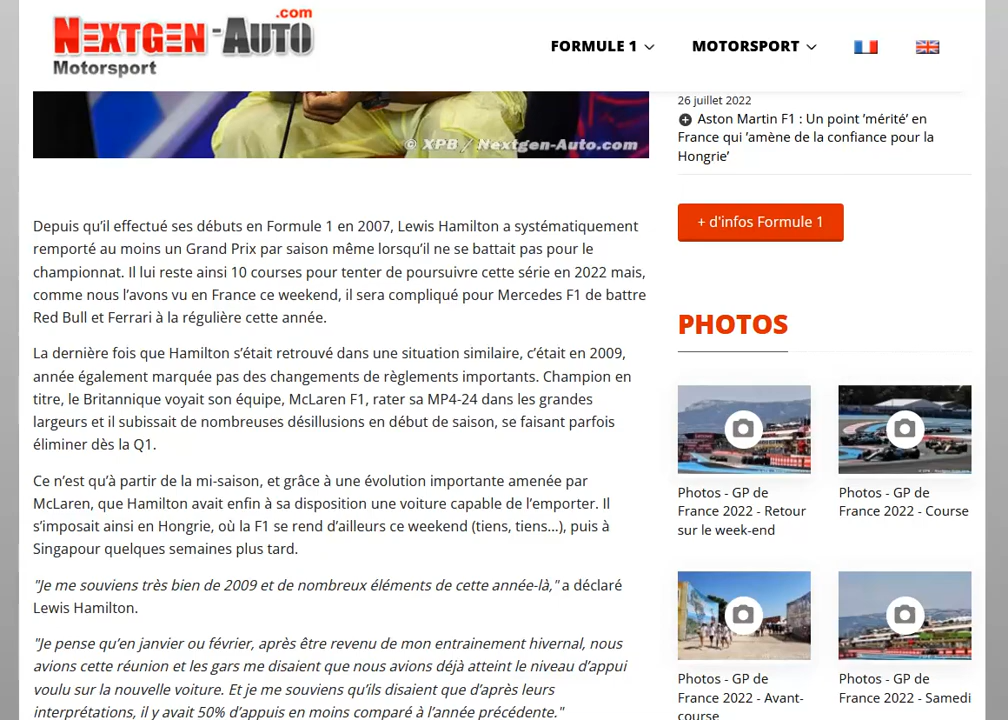 NEXTGEN-AUTO.com
Motorsport
FORMULE 1
MOTORSPORT
© XPB / Nextgen-Auto.com
Depuis qu’il effectué ses débuts en Formule 1 en 2007, Lewis Hamilton a systématiquement
remporté au moins un Grand Prix par saison même lorsqu’il ne se battait pas pour le
championnat. Il lui reste ainsi 10 courses pour tenter de poursuivre cette série en 2022 mais,
comme nous l’avons vu en France ce weekend, il sera compliqué pour Mercedes F1 de battre
Red Bull et Ferrari à la régulière cette année.
La dernière fois que Hamilton s’était retrouvé dans une situation similaire, c’était en 2009,
année également marquée pas des changements de règlements importants. Champion en
titre, le Britannique voyait son équipe, McLaren F1, rater sa MP4-24 dans les grandes
largeurs et il subissait de nombreuses désillusions en début de saison, se faisant parfois
éliminer dès la Q1.
Ce n’est qu’à partir de la mi-saison, et grâce à une évolution importante amenée par
McLaren, que Hamilton avait enfin à sa disposition une voiture capable de l’emporter. Il
s’imposait ainsi en Hongrie, où la F1 se rend d’ailleurs ce weekend (tiens, tiens…), puis à
Singapour quelques semaines plus tard.
"Je me souviens très bien de 2009 et de nombreux éléments de cette année-là," a déclaré
Lewis Hamilton.
"Je pense qu’en janvier ou février, après être revenu de mon entrainement hivernal, nous
avions cette réunion et les gars me disaient que nous avions déjà atteint le niveau d’appui
voulu sur la nouvelle voiture. Et je me souviens qu’ils disaient que d’après leurs
interprétations, il y avait 50% d’appuis en moins comparé à l’année précédente."
26 juillet 2022
Aston Martin F1 : Un point ’mérité’ en
France qui ’amène de la confiance pour la
Hongrie’
+ d'infos Formule 1
PHOTOS
Photos - GP de
France 2022 - Retour
sur le week-end
Photos - GP de
France 2022 - Course
Photos - GP de
France 2022 - Avant-
course
Photos - GP de
France 2022 - Samedi